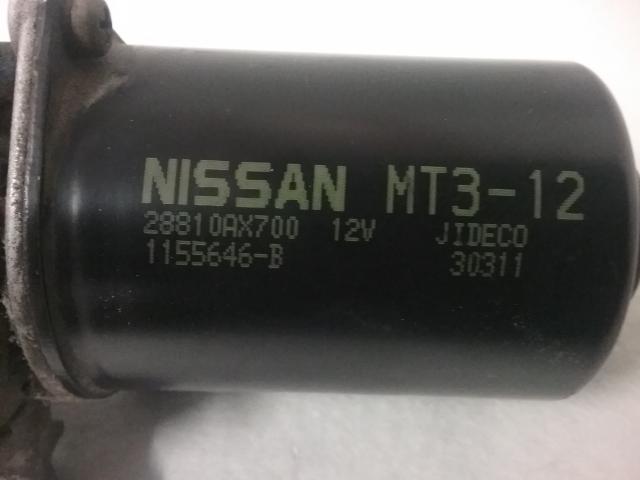 NISSAN MT3-12
28810AX700 12V JIDECO
1155646-B 30311